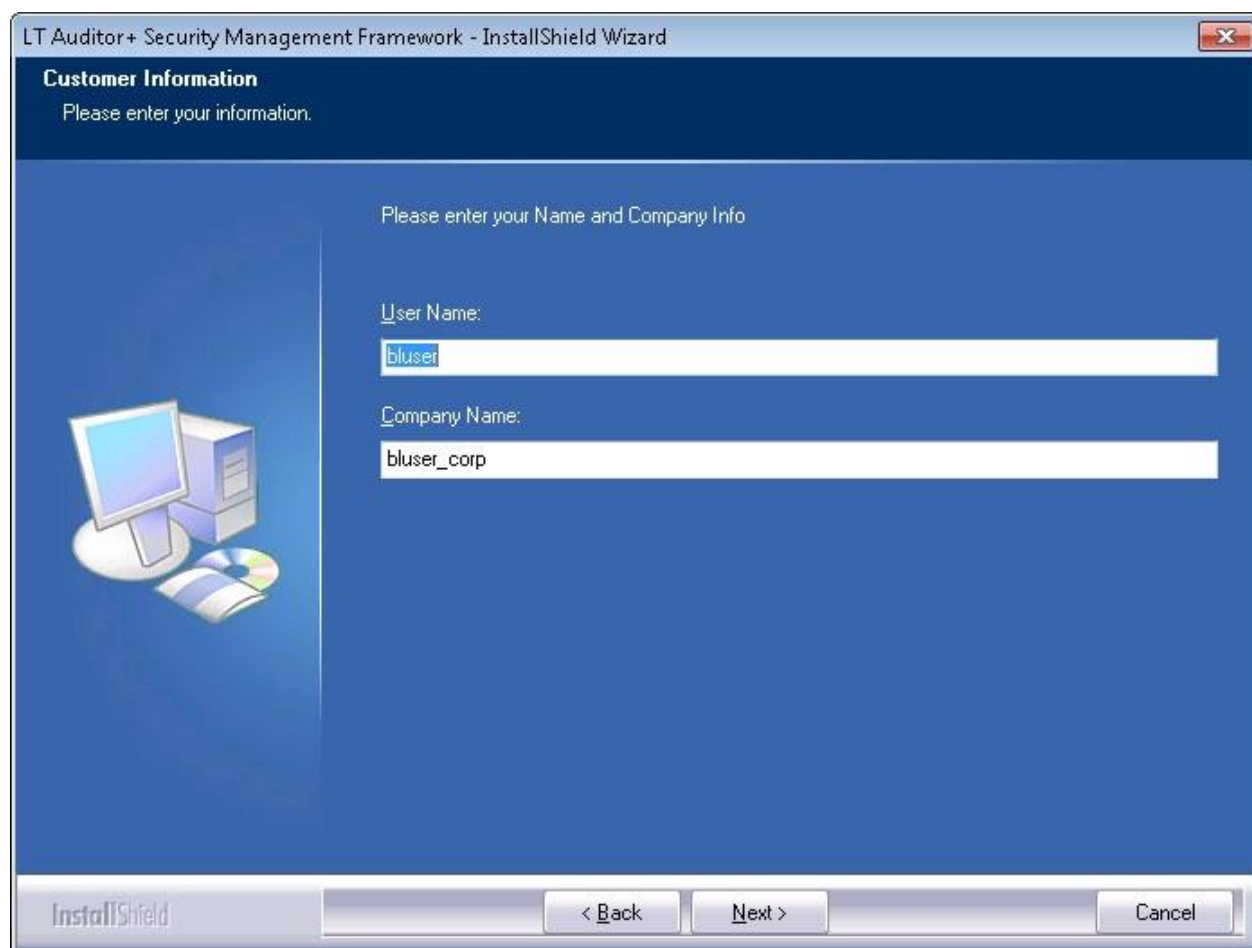 LT Auditor+ Security Management Framework - InstallShield Wizard
Customer Information
Please enter your information.
Please enter your Name and Company Info
User Name:
bluser
Company Name:
bluser_corp
InstallShield
< Back
Next >
Cancel